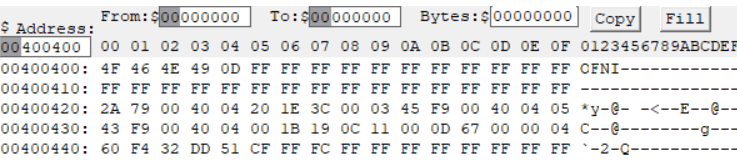 From:$00000000 To:$00000000 Bytes:$00000000 Copy Fill
$ Address:
00400400 00 01 02 03 04 05 06 07 08 09 0A 0B 0C 0D 0E 0F 0123456789ABCDEF
00400400: 4F 46 4E 49 0D FF FF FF FF FF FF FF FF FF FF FF OFNI------------
00400410: FF FF FF FF FF FF FF FF FF FF FF FF FF FF FF FF ----------------
00400420: 2A 79 00 40 04 20 1E 3C 00 03 45 F9 00 40 04 05 *y-@- -<--E--@--
00400430: 43 F9 00 40 04 00 1B 19 0C 11 00 0D 67 00 00 04 C--@--------g---
00400440: 60 F4 32 DD 51 CF FF FC FF FF FF FF FF FF FF FF `-2-Q-----------